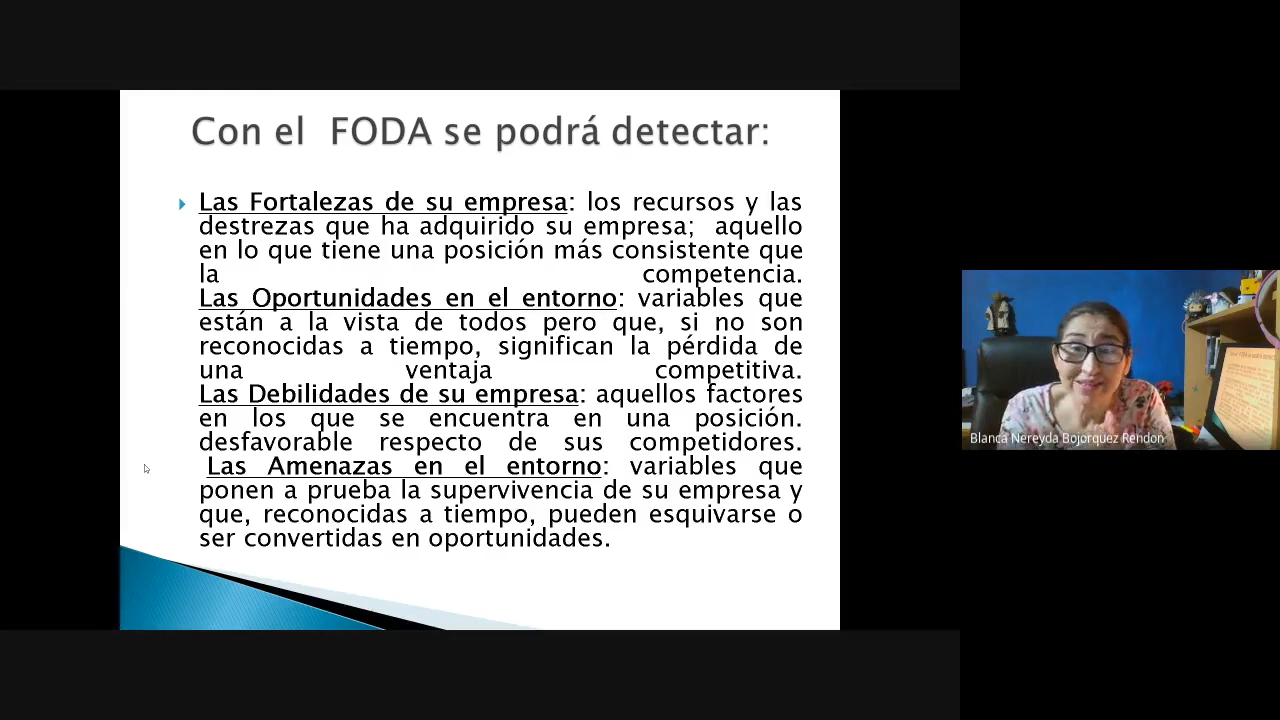 Con el FODA se podrá detectar:
Las Fortalezas de su empresa: los recursos y las
destrezas que ha adquirido su empresa; aquello
en lo que tiene una posición más consistente que
la competencia.
Las Oportunidades en el entorno: variables que
están a la vista de todos pero que, si no son
reconocidas a tiempo, significan la pérdida de
una ventaja competitiva.
Las Debilidades de su empresa: aquellos factores
en los que se encuentra en una posición.
desfavorable respecto de sus competidores.
Las Amenazas en el entorno: variables que
ponen a prueba la supervivencia de su empresa y
que, reconocidas a tiempo, pueden esquivarse o
ser convertidas en oportunidades.
Blanca Nereyda Bojorquez Rendon